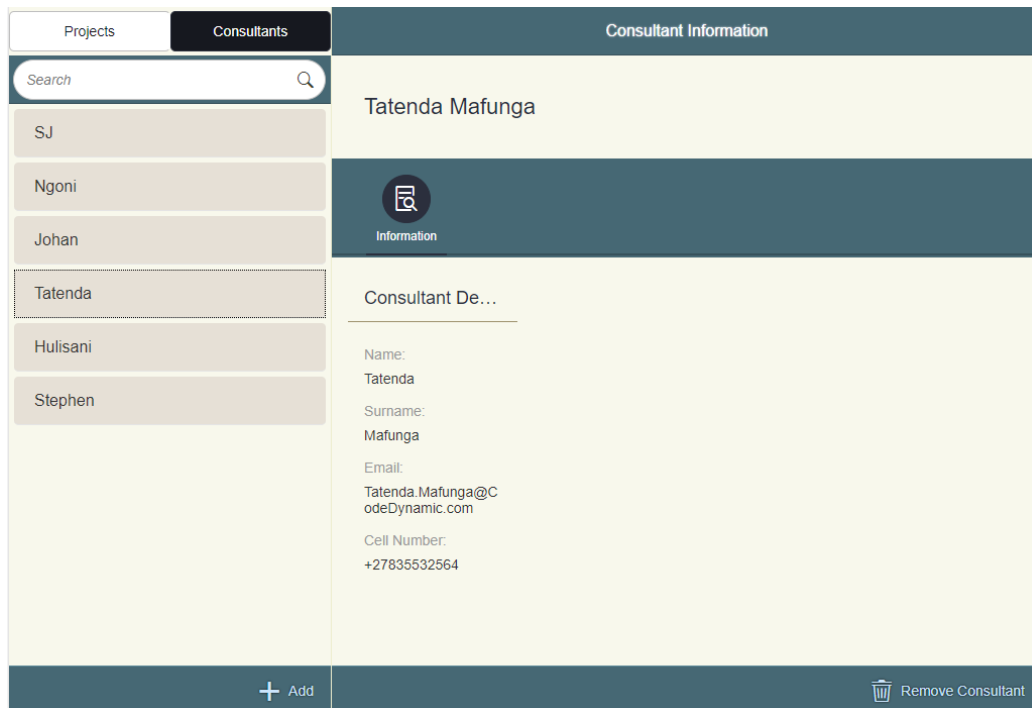 Projects
Consultants
Search
SJ
Ngoni
Johan
Tatenda
Hulisani
Stephen
Add
Consultant Information
Tatenda Mafunga
Information
Consultant De...
Name:
Tatenda
Surname:
Mafunga
Email:
Tatenda.Mafunga@C
odeDynamic.com
Cell Number:
+27835532564
Remove Consultant